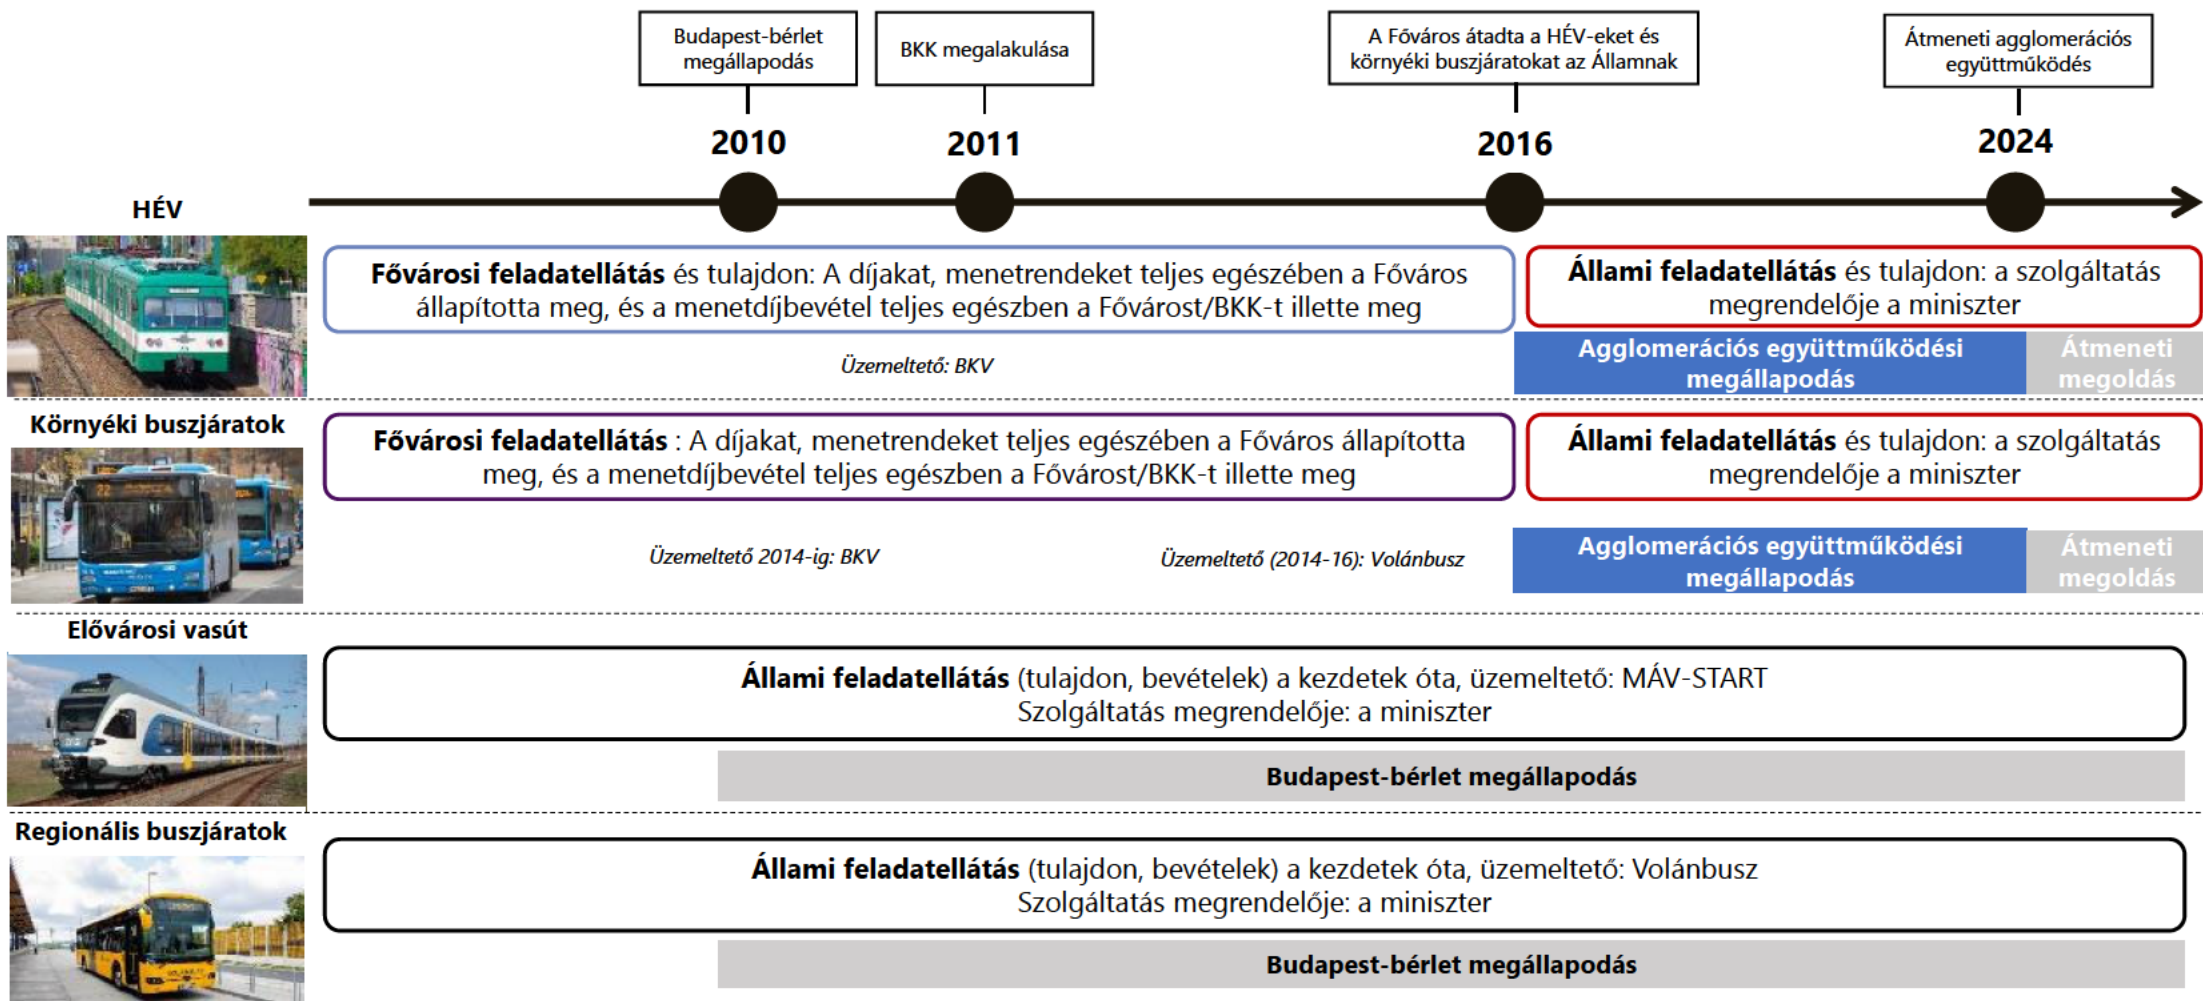 Budapest-bérlet
megállapodás
BKK megalakulása
A Főváros átadta a HÉV-eket és
környéki buszjáratokat az Államnak
Átmeneti agglomerációs
együttműködés
2010
2011
2016
2024
HÉV
Fővárosi feladatellátás és tulajdon: A díjakat, menetrendeket teljes egészében a Főváros
állapította meg, és a menetdíjbevétel teljes egészben a Fővárost/BKK-t illette meg
Állami feladatellátás és tulajdon: a szolgáltatás
megrendelője a miniszter
Üzemeltető: BKV
Agglomerációs együttműködési
megállapodás
Átmeneti
megoldás
Környéki buszjáratok
Fővárosi feladatellátás : A díjakat, menetrendeket teljes egészében a Főváros állapította
meg, és a menetdíjbevétel teljes egészben a Fővárost/BKK-t illette meg
Állami feladatellátás és tulajdon: a szolgáltatás
megrendelője a miniszter
22
Üzemeltető 2014-ig: BKV
Üzemeltető (2014-16): Volánbusz
Agglomerációs együttműködési
megállapodás
Átmeneti
megoldás
Elővárosi vasút
Állami feladatellátás (tulajdon, bevételek) a kezdetek óta, üzemeltető: MÁV-START
Szolgáltatás megrendelője: a miniszter
Budapest-bérlet megállapodás
Regionális buszjáratok
Állami feladatellátás (tulajdon, bevételek) a kezdetek óta, üzemeltető: Volánbusz
Szolgáltatás megrendelője: a miniszter
Budapest-bérlet megállapodás